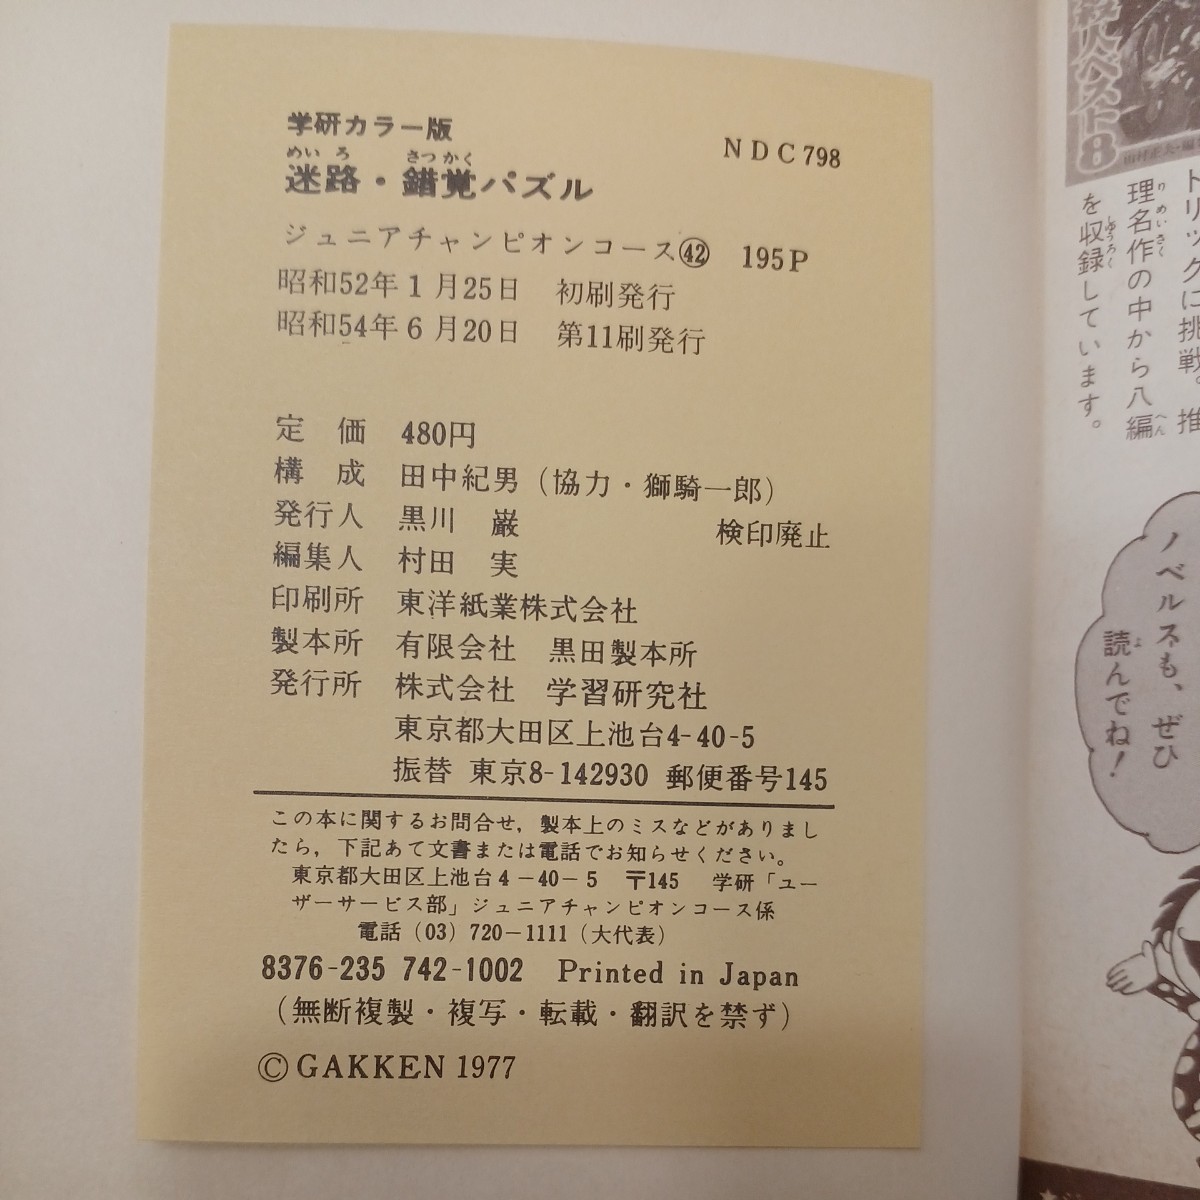 学研カラー版
NDC798
めいろ さっかく
迷路・錯覚パズル
ジュニアチャンピオンコース㊷ 195P
昭和52年1月25日 初刷発行
昭和54年6月20日 第11刷発行
定価 480円
構成 田中紀男(協力・獅騎一郎)
発行人 黒川 巌 検印廃止
編集人 村田 実
印刷所 東洋紙業株式会社
製本所 有限会社 黒田製本所
発行所 株式会社 学習研究社
東京都大田区上池台4-40-5
振替 東京8-142930 郵便番号145
この本に関するお問合せ,製本上のミスなどがありまし
たら,下記あて文書または電話でお知らせください。
東京都大田区上池台4-40-5 〒145 学研「ユー
ザーサービス部」ジュニアチャンピオンコース係
電話(03)720-1111(大代表)
8376-235 742-1002 Printed in Japan
(無断複製・複写・転載・翻訳を禁ず)
©GAKKEN 1977
人ベスト8
トリックに挑戦。推
理名作の中から八編
を収録しています。
ノベルスも、ぜひ
読んでね!